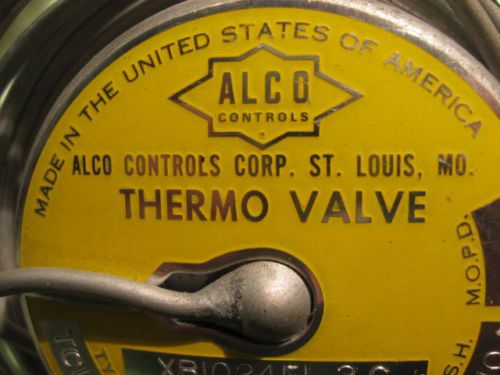 MADE IN THE UNITED STATES OF AMERICA
ALCO
CONTROLS
ALCO CONTROLS CORP. ST. LOUIS, MO.
THERMO VALVE
M.O.P.D.
S.H.